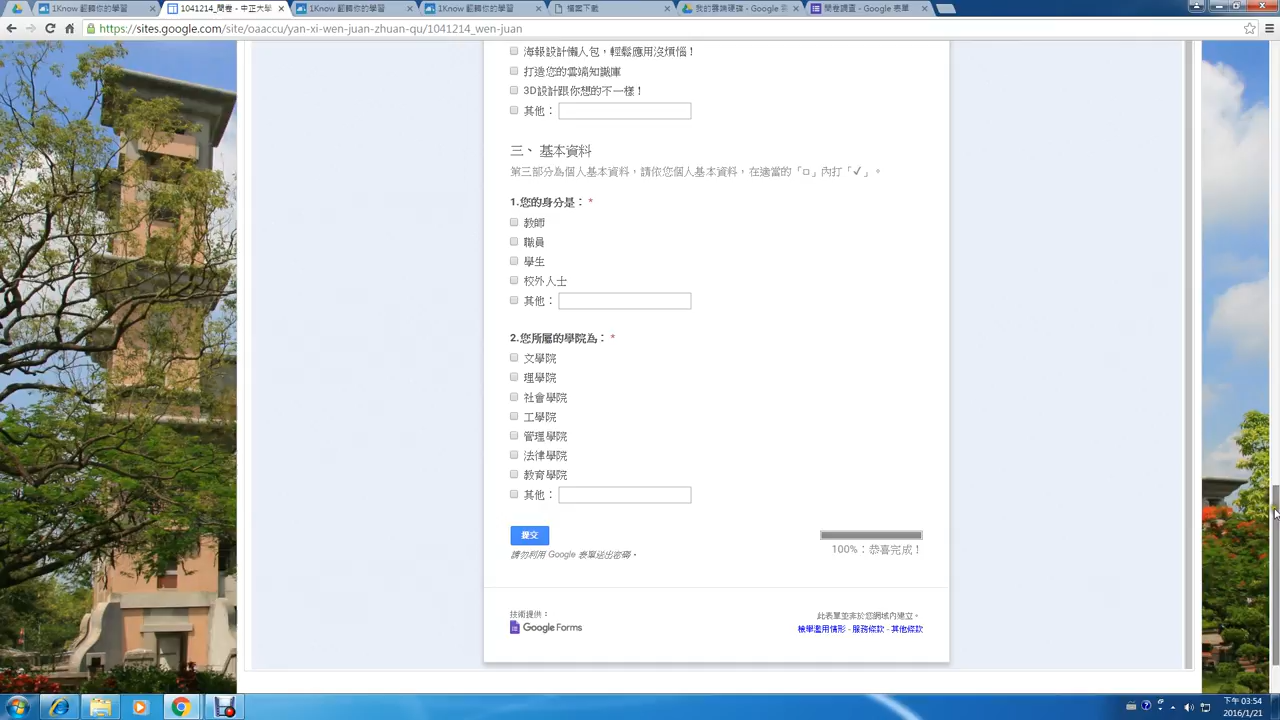 1Know 翻轉你的學習
1041214_問卷 - 中正大學
1Know 翻轉你的學習
1Know 翻轉你的學習
檔案下載
我的雲端硬碟 - Google 雲
問卷調查 - Google 表單
https://sites.google.com/site/oaaccu/yan-xi-wen-juan-zhuan-qu/1041214_wen-juan
海報設計懶人包，輕鬆應用沒煩惱！
打造您的雲端知識庫
3D設計跟你想的不一樣！
其他：
三、 基本資料
第三部分為個人基本資料，請依您個人基本資料，在適當的「□」內打「✓」。
1.您的身分是： *
教師
職員
學生
校外人士
其他：
2.您所屬的學院為： *
文學院
理學院
社會學院
工學院
管理學院
法律學院
教育學院
其他：
提交
100%：恭喜完成！
請勿利用 Google 表單送出密碼。
技術提供：
Google Forms
此表單並非於您網域內建立。
檢舉濫用情形 - 服務條款 - 其他條款
下午 03:54
2016/1/21